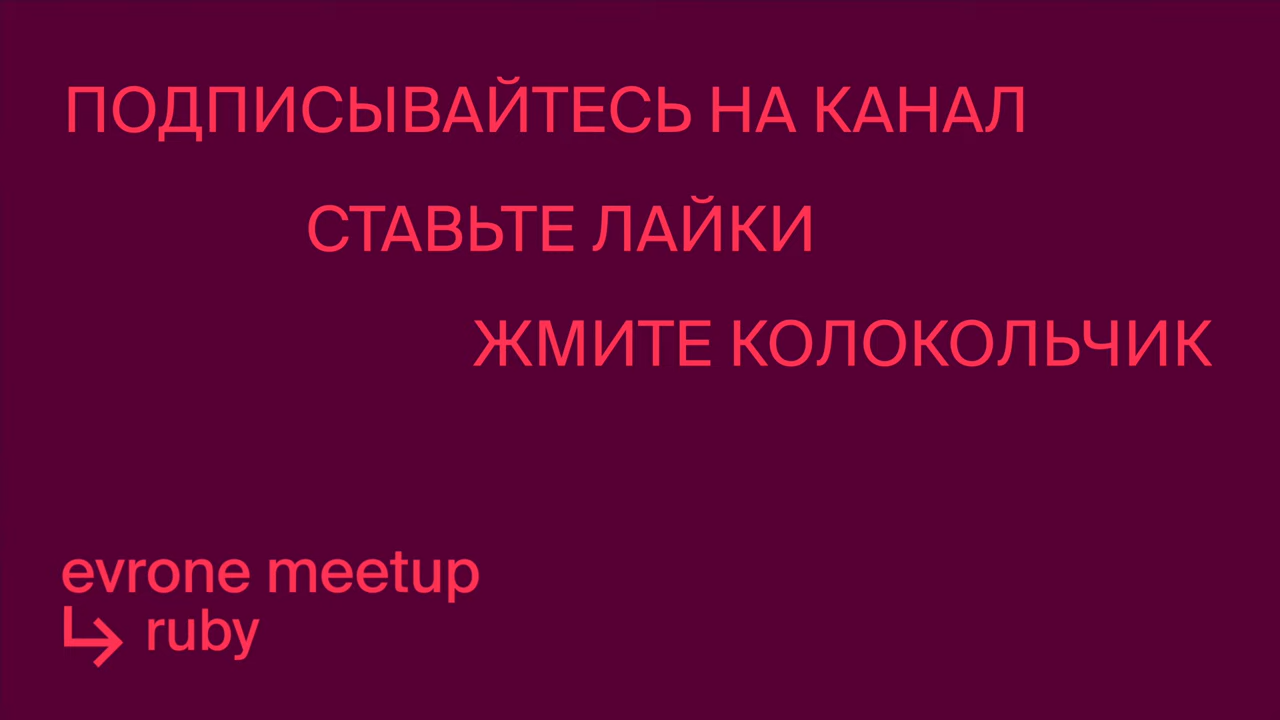 ПОДПИСЫВАЙТЕСЬ НА КАНАЛ
СТАВЬТЕ ЛАЙКИ
ЖМИТЕ КОЛОКОЛЬЧИК
evrone meetup
ruby